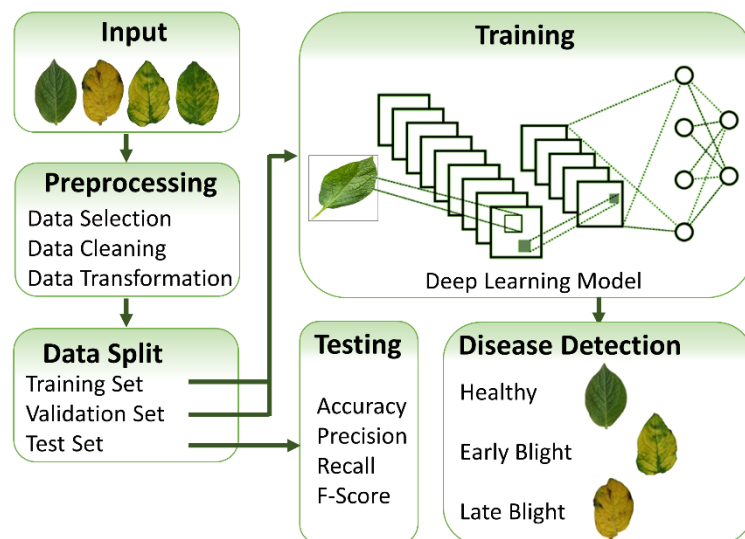 Input
Preprocessing
Data Selection
Data Cleaning
Data Transformation
Data Split
Training Set
Validation Set
Test Set
Training
Deep Learning Model
Testing
Accuracy
Precision
Recall
F-Score
Disease Detection
Healthy
Early Blight
Late Blight